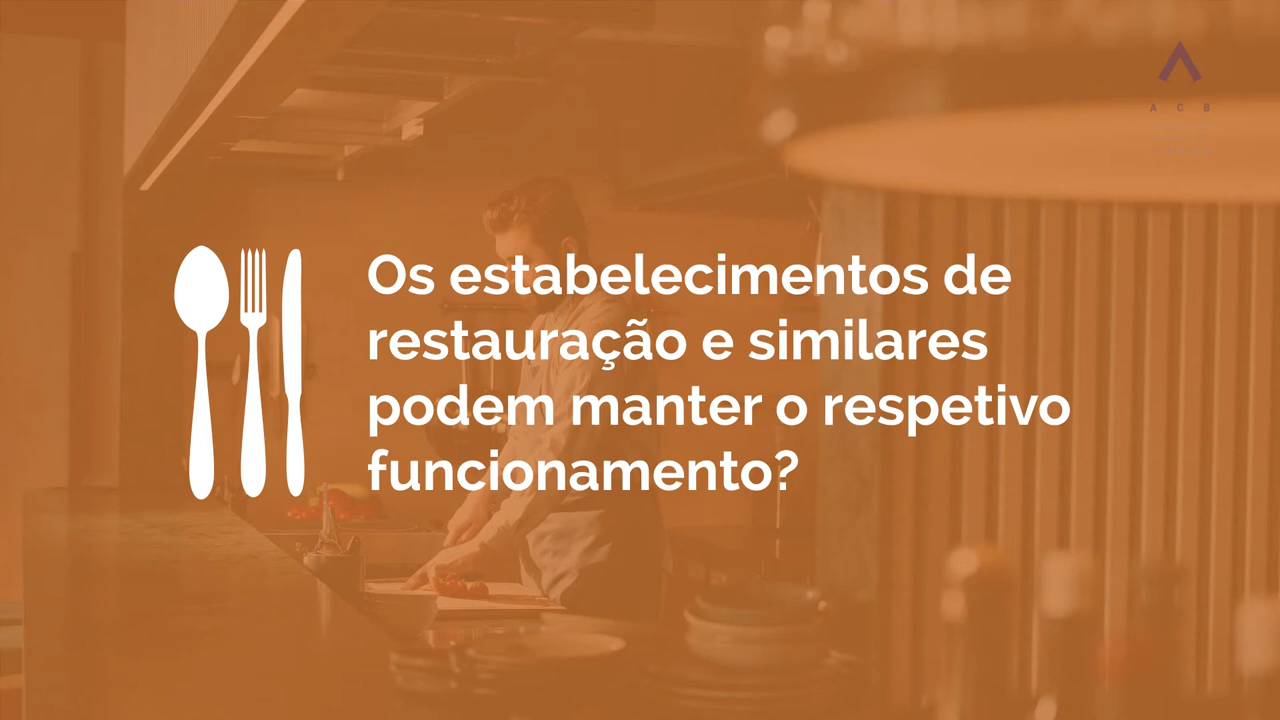 A C B
Os estabelecimentos de
restauração e similares
podem manter o respetivo
funcionamento?